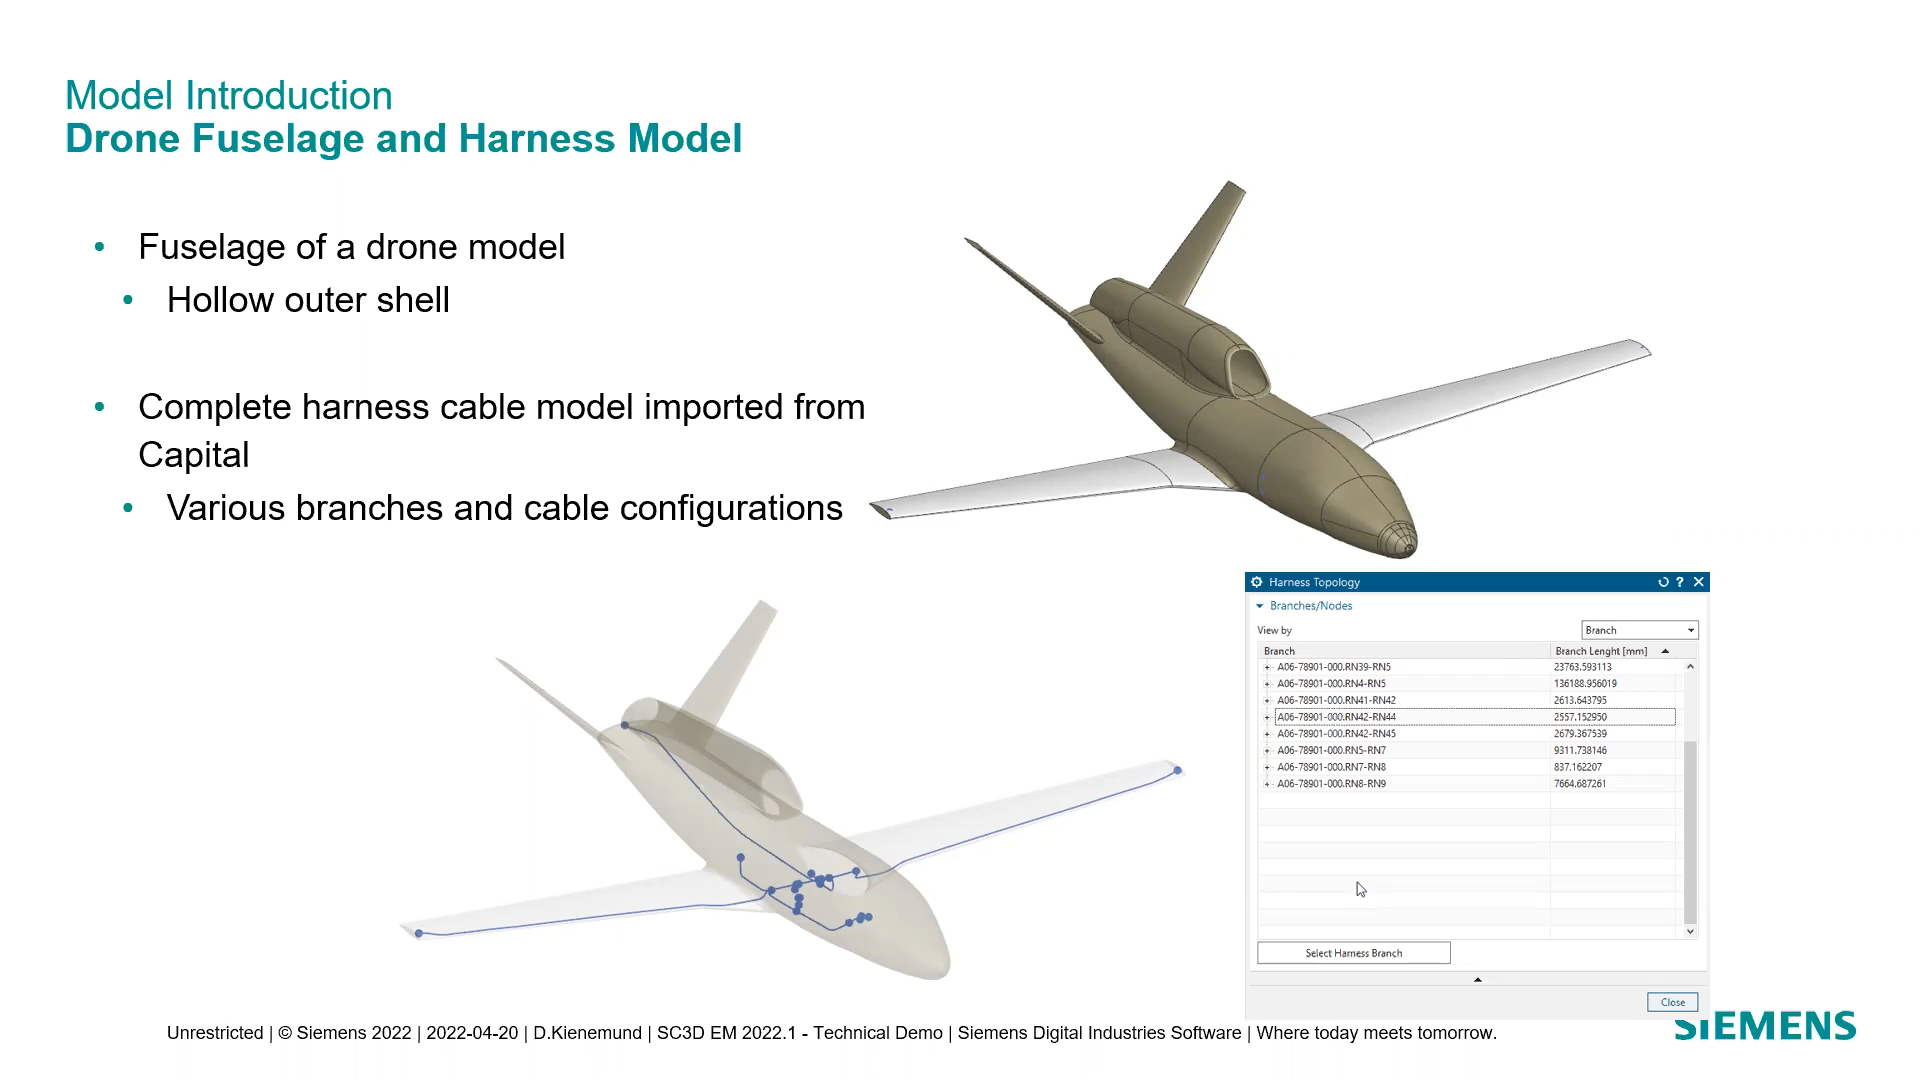 Model Introduction
Drone Fuselage and Harness Model
• Fuselage of a drone model
• Hollow outer shell
• Complete harness cable model imported from
Capital
• Various branches and cable configurations
Harness Topology
Branches/Nodes
View by
Branch
Branch Branch Lenght [mm]
A06-78901-000.RN39-RN5 23763.593113
A06-78901-000.RN4-RN5 136188.956019
A06-78901-000.RN41-RN42 2613.643795
A06-78901-000.RN42-RN44 2557.152950
A06-78901-000.RN42-RN45 2679.367539
A06-78901-000.RN5-RN7 9311.738146
A06-78901-000.RN7-RN8 837.162207
A06-78901-000.RN8-RN9 7664.687261
Select Harness Branch
Close
Unrestricted | © Siemens 2022 | 2022-04-20 | D.Kienemund | SC3D EM 2022.1 - Technical Demo | Siemens Digital Industries Software | Where today meets tomorrow.
SIEMENS